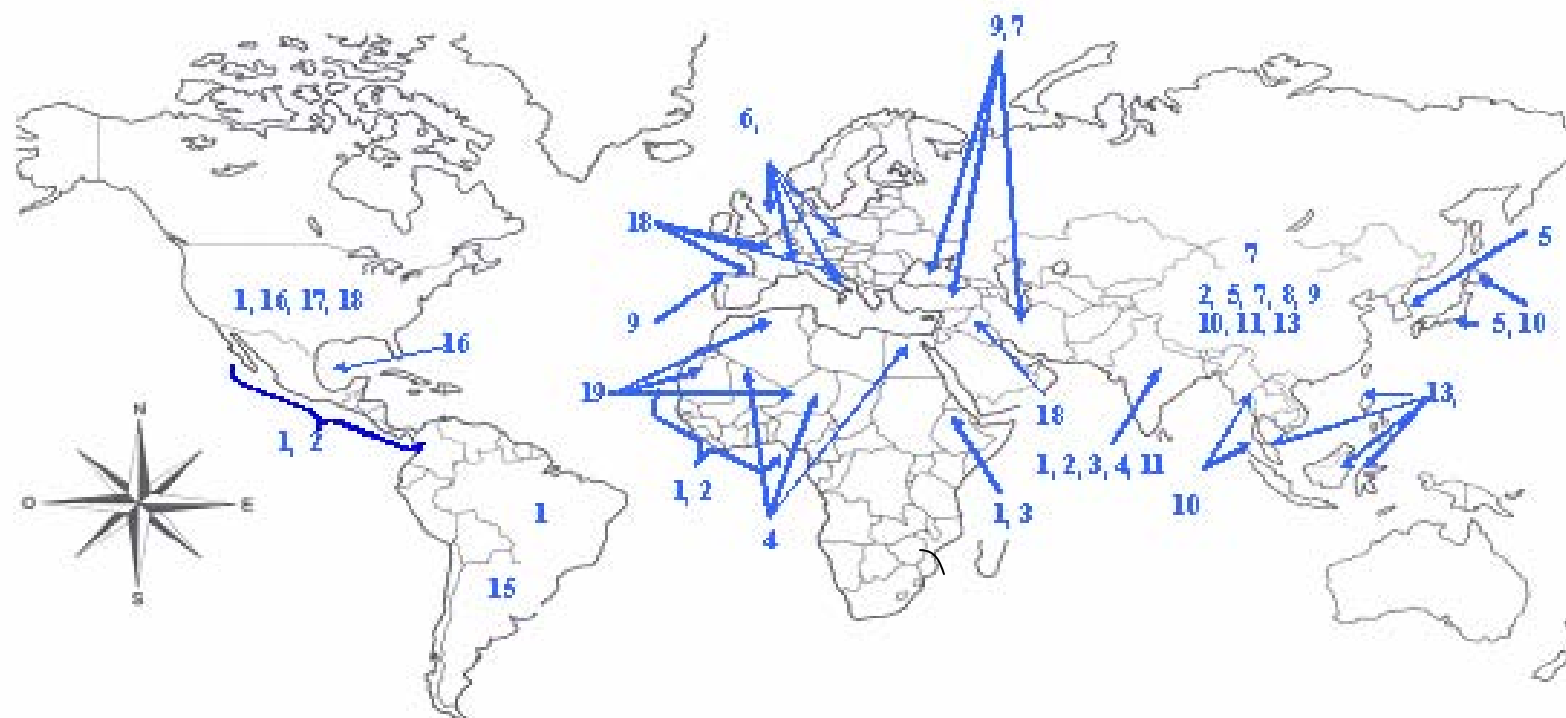 9,7
6,
18
5
7
1, 16, 17, 18
2, 5, 7, 8, 9
10, 11, 13
9
5, 10
16
19
13,
18
N
1, 2
1, 2, 3, 4, 11
1, 2
O
E
10
1
1, 3
4
15
S